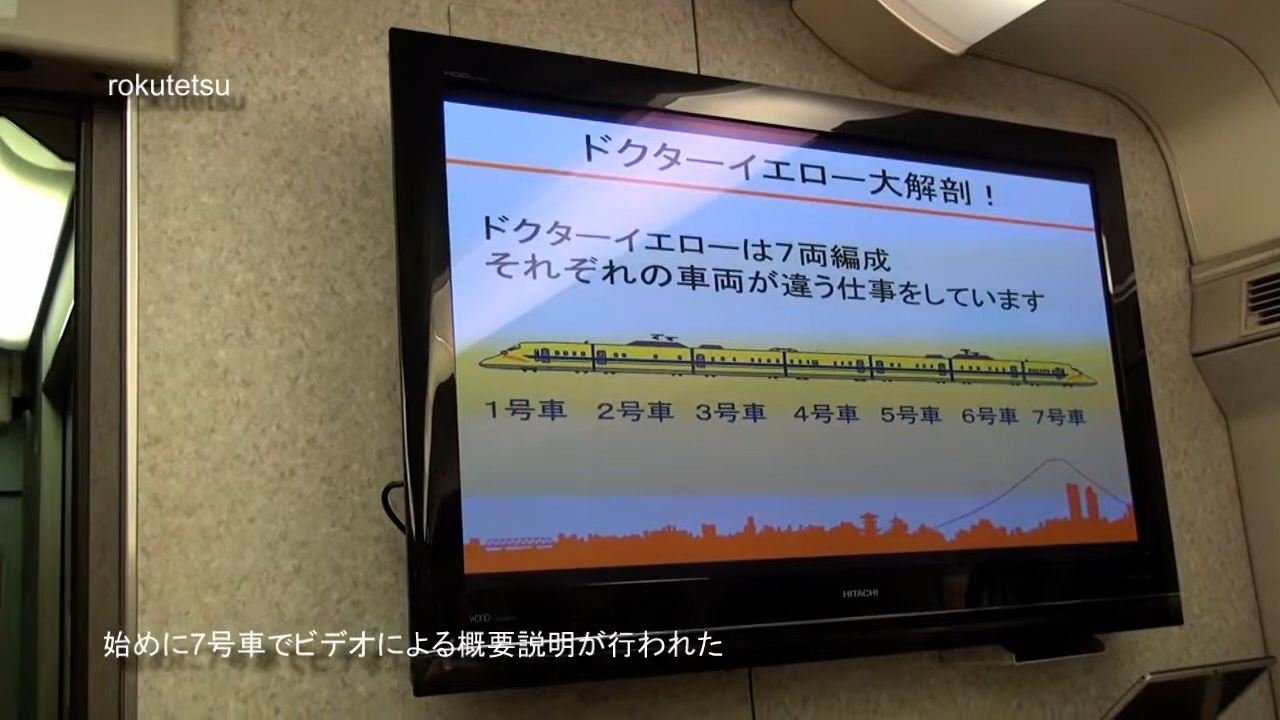 rokutetsu
ドクターイエロー大解剖！
ドクターイエローは7両編成
それぞれの車両が違う仕事をしています
1号車 2号車 3号車 4号車 5号車 6号車 7号車
HITACHI
WOOO
始めに7号車でビデオによる概要説明が行われた